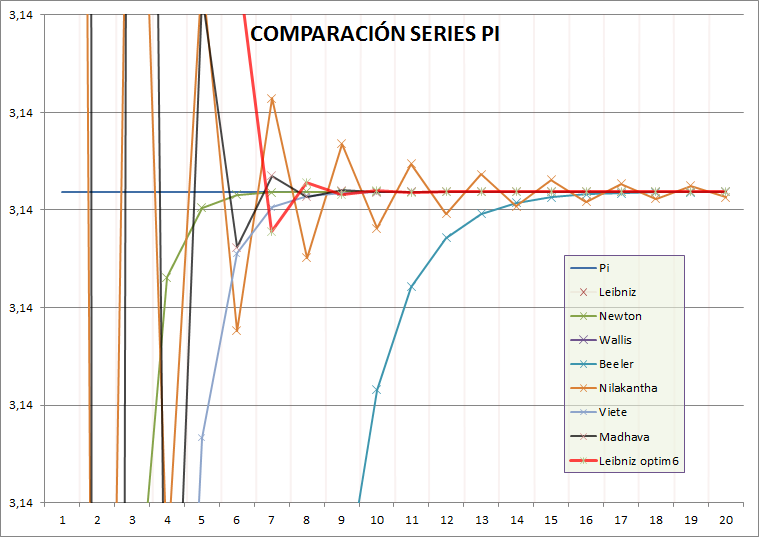 COMPARACIÓN SERIES PI
3,14
3,14
3,14
3,14
3,14
3,14
Pi
Leibniz
Newton
Wallis
Beeler
Nilakantha
Viete
Madhava
Leibniz optim6
1 2 3 4 5 6 7 8 9 10 11 12 13 14 15 16 17 18 19 20